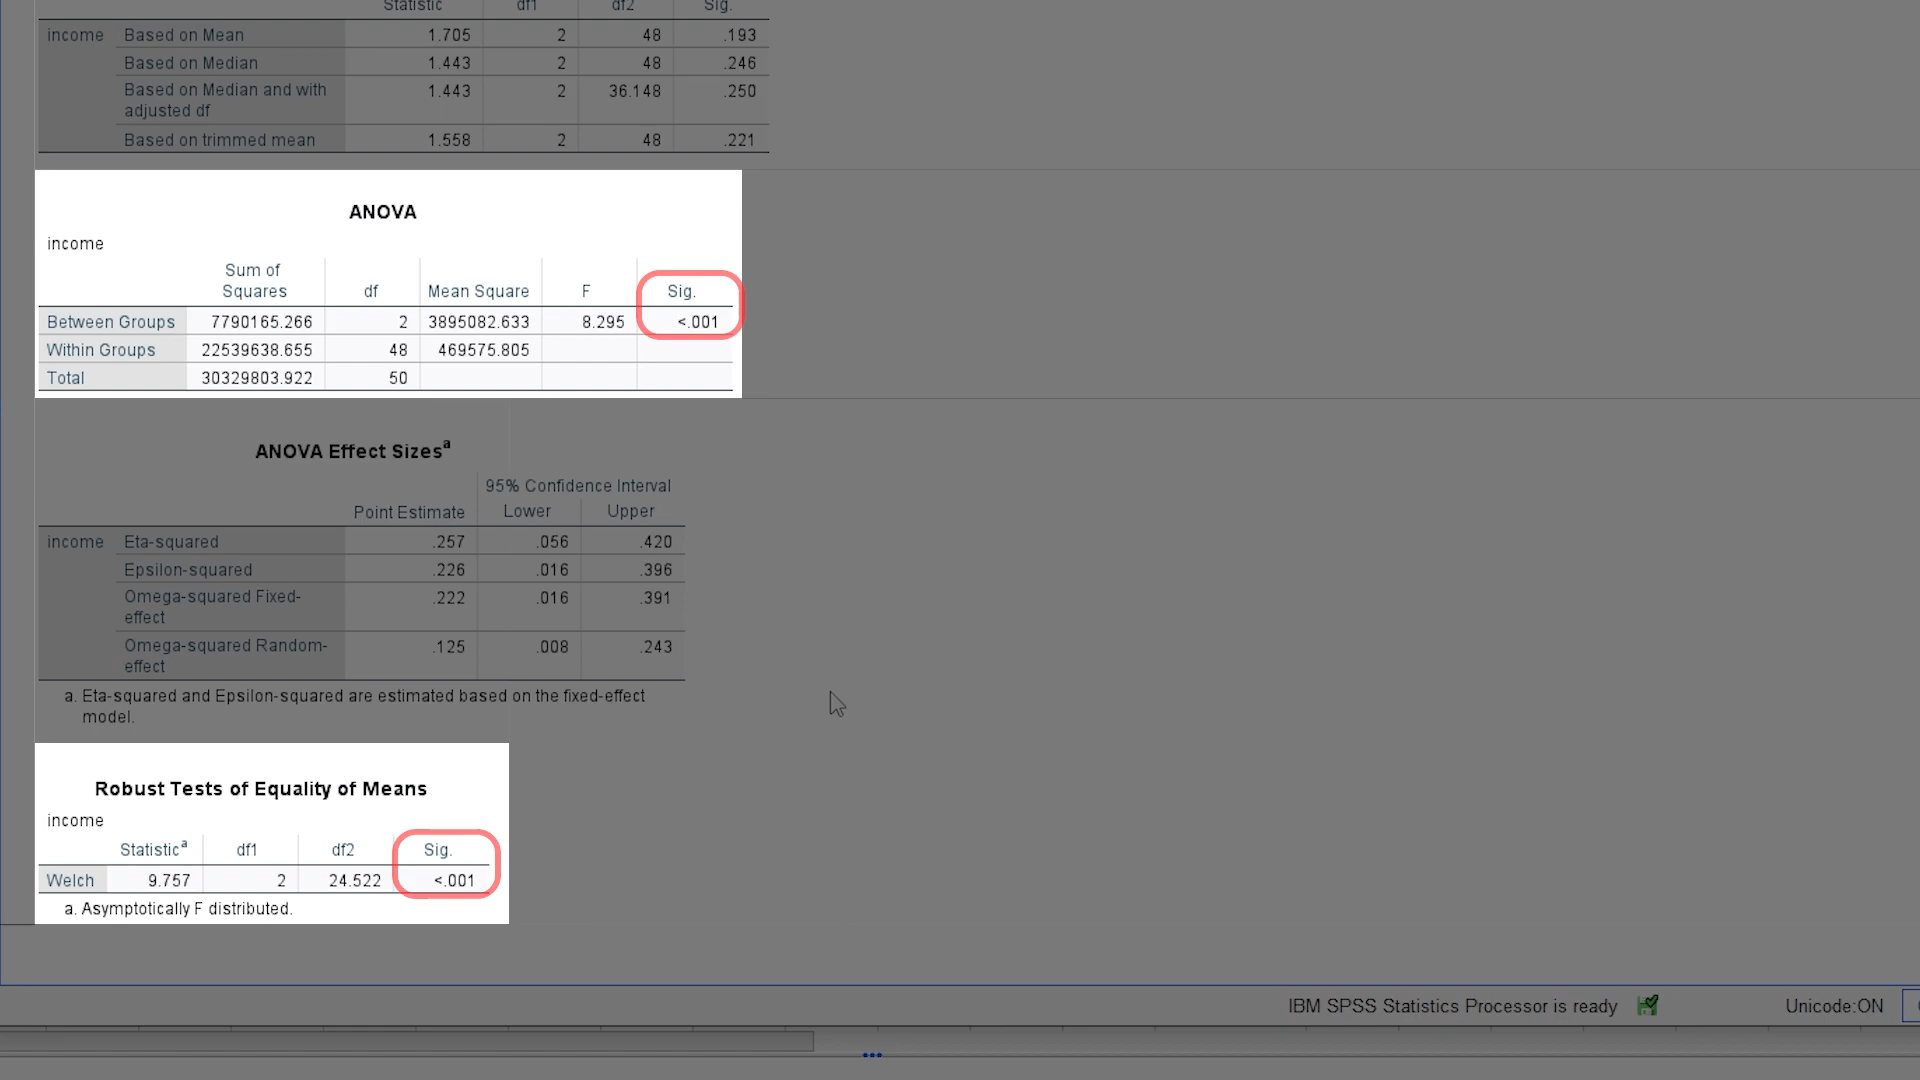 Statistic df1 df2 Sig.
income Based on Mean 1.705 2 48 .193
Based on Median 1.443 2 48 .246
Based on Median and with adjusted df 1.443 2 36.148 .250
Based on trimmed mean 1.558 2 48 .221
ANOVA
income
Sum of Squares df Mean Square F Sig.
Between Groups 7790165.266 2 3895082.633 8.295 <.001
Within Groups 22539638.655 48 469575.805
Total 30329803.922 50
ANOVA Effect Sizesa
95% Confidence Interval
Point Estimate Lower Upper
income Eta-squared .257 .056 .420
Epsilon-squared .226 .016 .396
Omega-squared Fixed-effect .222 .016 .391
Omega-squared Random-effect .125 .008 .243
a. Eta-squared and Epsilon-squared are estimated based on the fixed-effect
model.
Robust Tests of Equality of Means
income
Statistica df1 df2 Sig.
Welch 9.757 2 24.522 <.001
a. Asymptotically F distributed.
IBM SPSS Statistics Processor is ready Unicode:ON